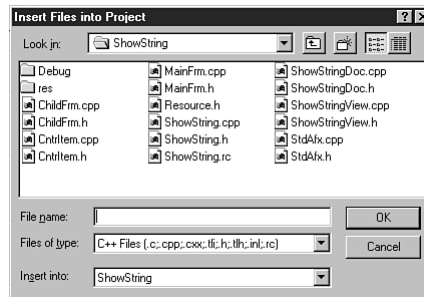 Insert Files into Project
Look in: ShowString
Debug
res
ChildFrm.cpp
ChildFrm.h
CntrItem.cpp
CntrItem.h
MainFrm.cpp
MainFrm.h
Resource.h
ShowString.cpp
ShowString.h
ShowString.rc
ShowStringDoc.cpp
ShowStringDoc.h
ShowStringView.cpp
ShowStringView.h
StdAfx.cpp
StdAfx.h
File name:
OK
Files of type: C++ Files (.c;.cpp;.cxx;.tli;.h;.tlh;.inl;.rc)
Cancel
Insert into: ShowString